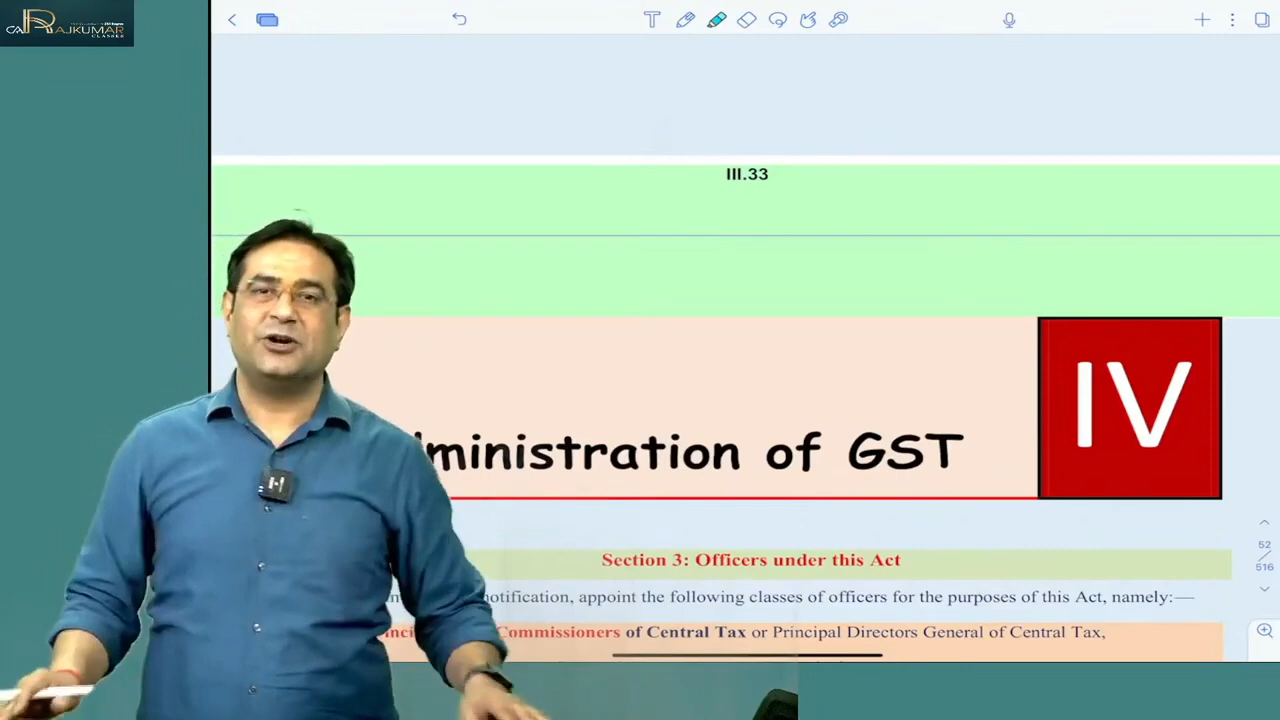 RAJKUMAR
CLASSES
III.33
IV
ministration of GST
Section 3: Officers under this Act
notification, appoint the following classes of officers for the purposes of this Act, namely:—
Commissioners of Central Tax or Principal Directors General of Central Tax,
52
516